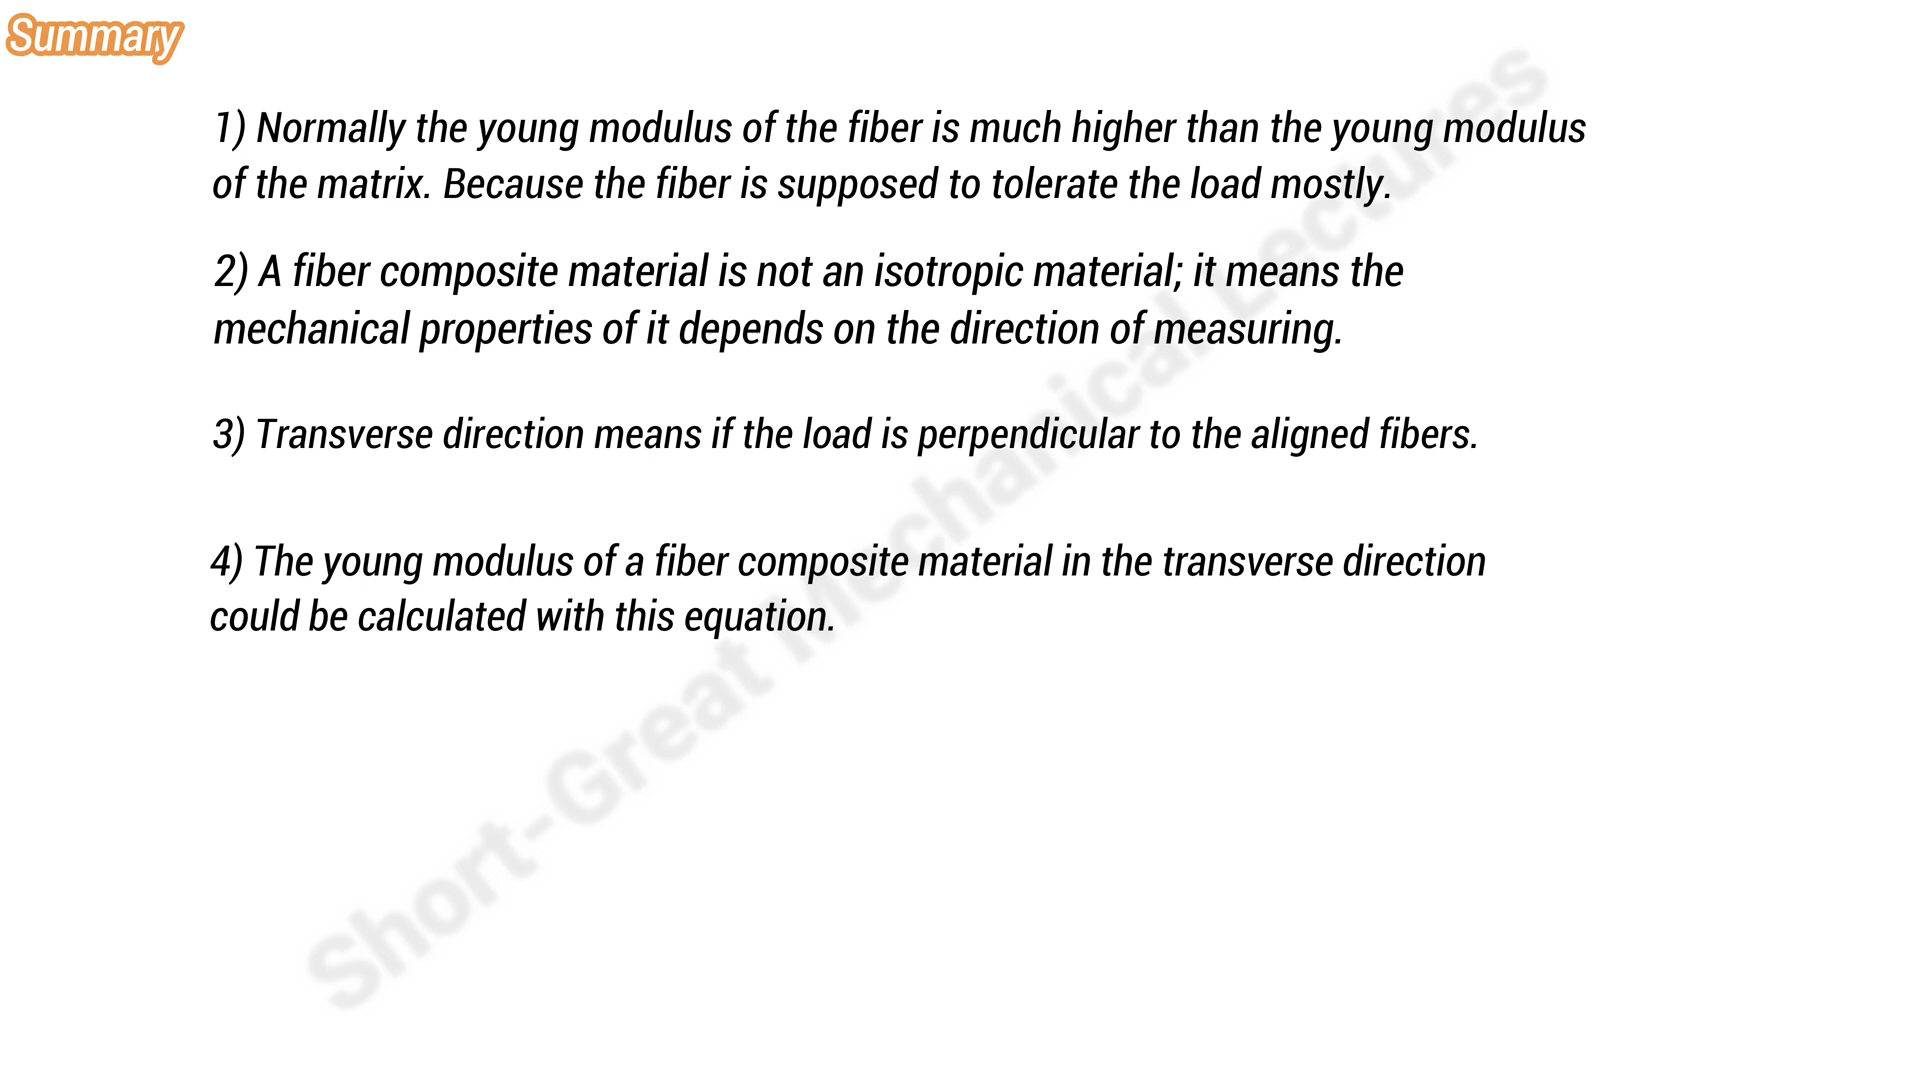 Summary
1) Normally the young modulus of the fiber is much higher than the young modulus
of the matrix. Because the fiber is supposed to tolerate the load mostly.
2) A fiber composite material is not an isotropic material; it means the
mechanical properties of it depends on the direction of measuring.
3) Transverse direction means if the load is perpendicular to the aligned fibers.
4) The young modulus of a fiber composite material in the transverse direction
could be calculated with this equation.
Short-Great Mechanical Lectures